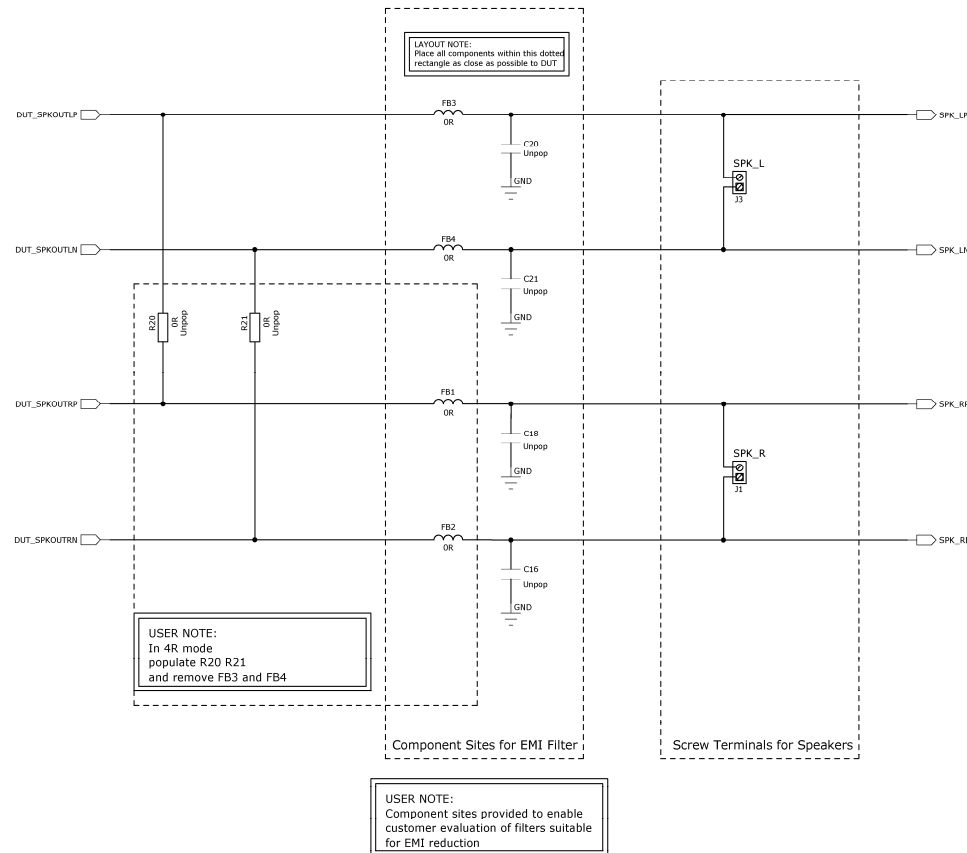 LAYOUT NOTE:
Place all components within this dotted
rectangle as close as possible to DUT
DUT_SPKOUTLP
FB3
0R
SPK_LP
C20
Unpop
GND
SPK_L
J3
DUT_SPKOUTLN
FB4
0R
SPK_LN
C21
Unpop
GND
R20
0R
Unpop
R21
0R
Unpop
DUT_SPKOUTRP
FB1
0R
SPK_RP
C18
Unpop
GND
SPK_R
J1
DUT_SPKOUTRN
FB2
0R
C16
Unpop
GND
USER NOTE:
In 4R mode
populate R20 R21
and remove FB3 and FB4
Component Sites for EMI Filter
Screw Terminals for Speakers
USER NOTE:
Component sites provided to enable
customer evaluation of filters suitable
for EMI reduction